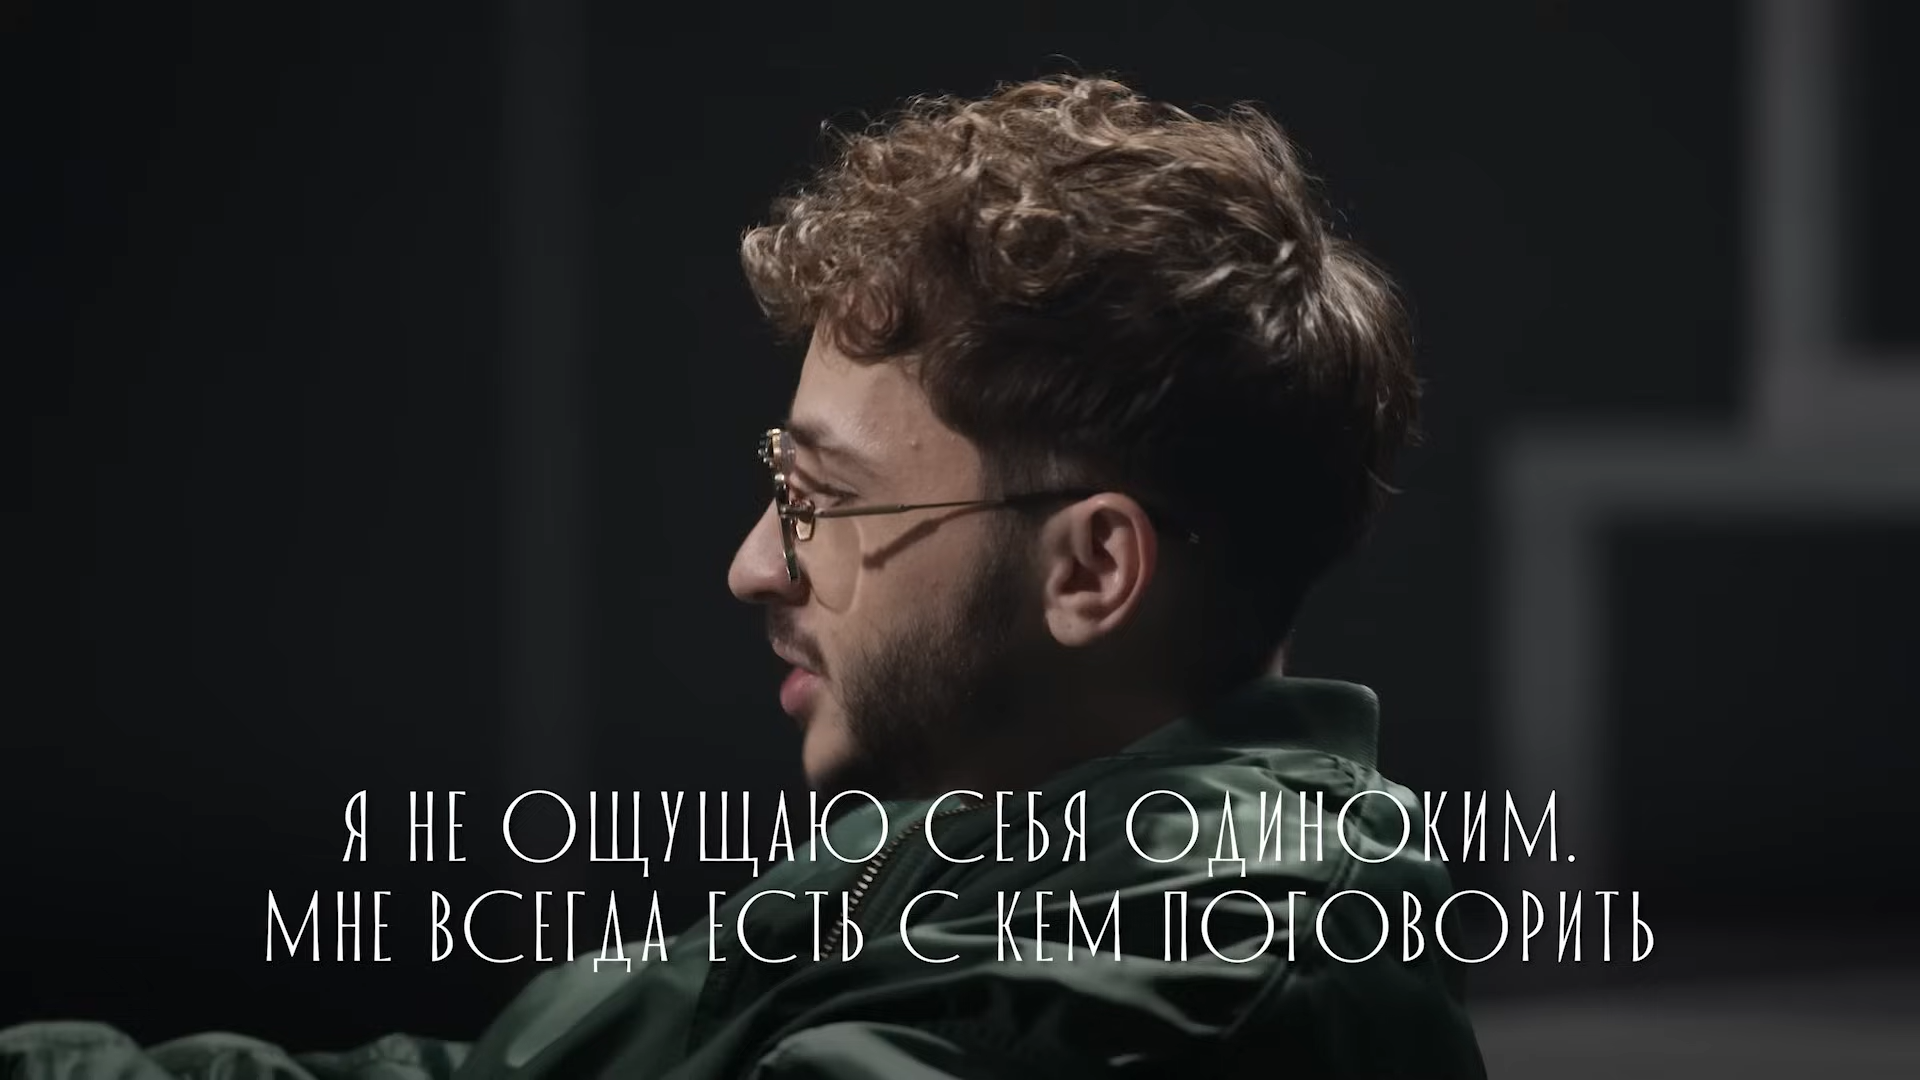 Я НЕ ОЩУЩАЮ СЕБЯ ОДИНОКИМ.
МНЕ ВСЕГДА ЕСТЬ С КЕМ ПОГОВОРИТЬ